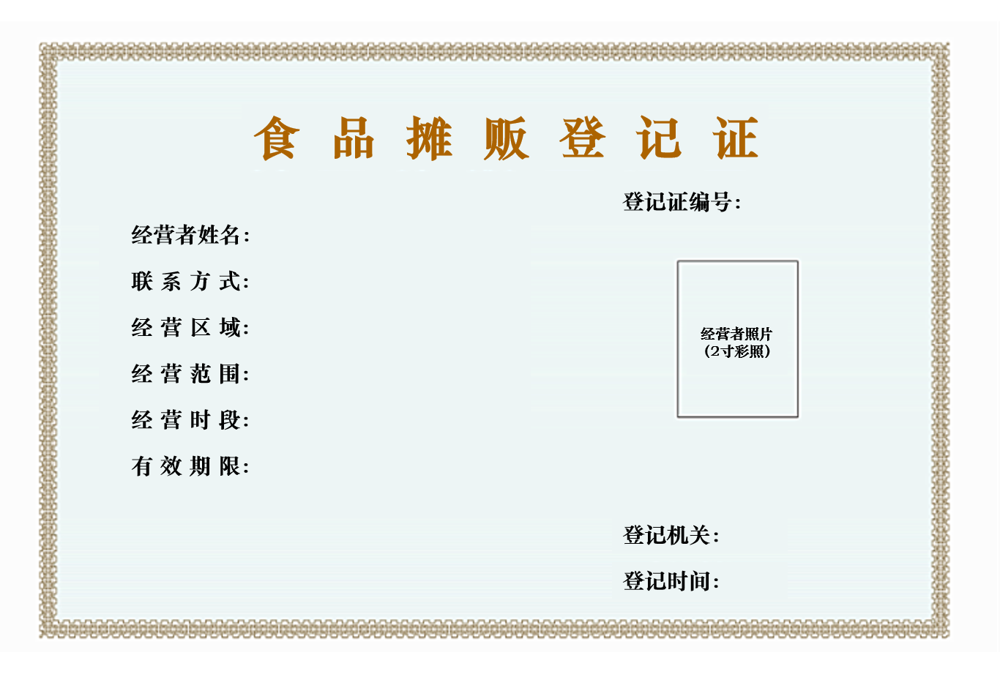 食品摊贩登记证
登记证编号：
经营者姓名：
联系方式：
经营区域：
经营范围：
经营时段：
有效期限：
经营者照片
（2寸彩照）
登记机关：
登记时间：